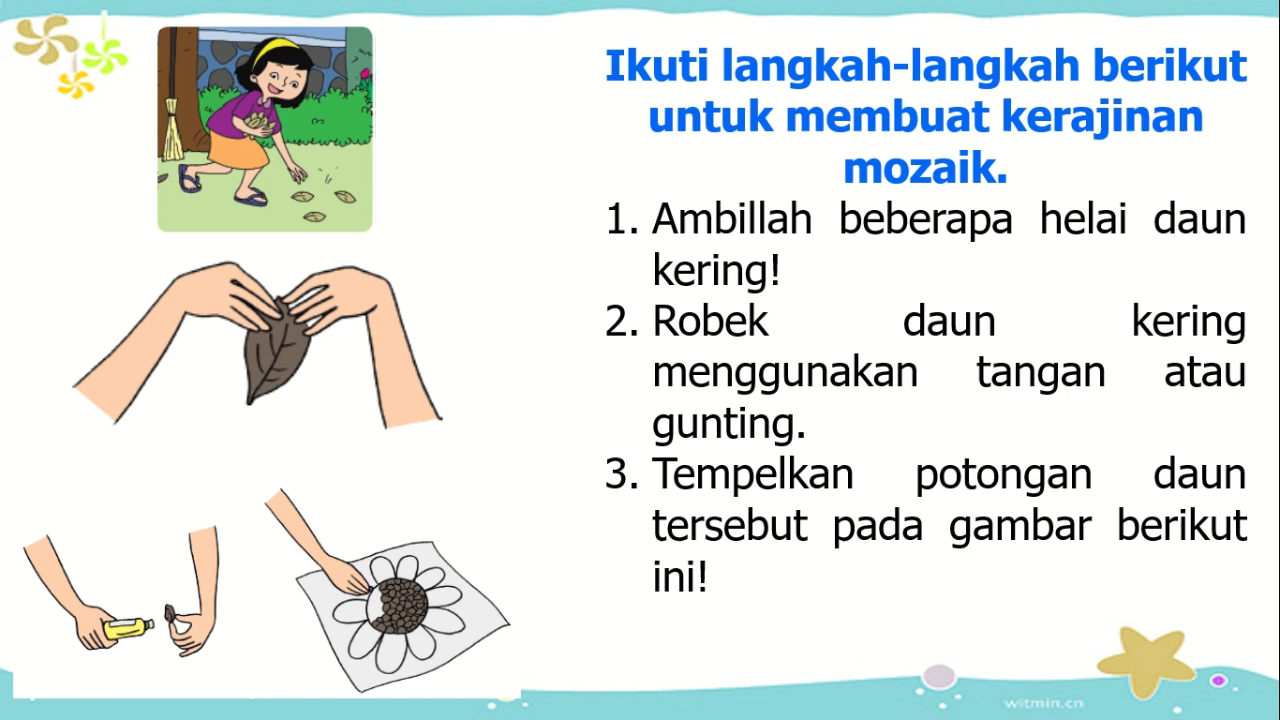 Ikuti langkah-langkah berikut
untuk membuat kerajinan
mozaik.
1. Ambillah beberapa helai daun
kering!
2. Robek daun kering
menggunakan tangan atau
gunting.
3. Tempelkan potongan daun
tersebut pada gambar berikut
ini!
witmin.cn